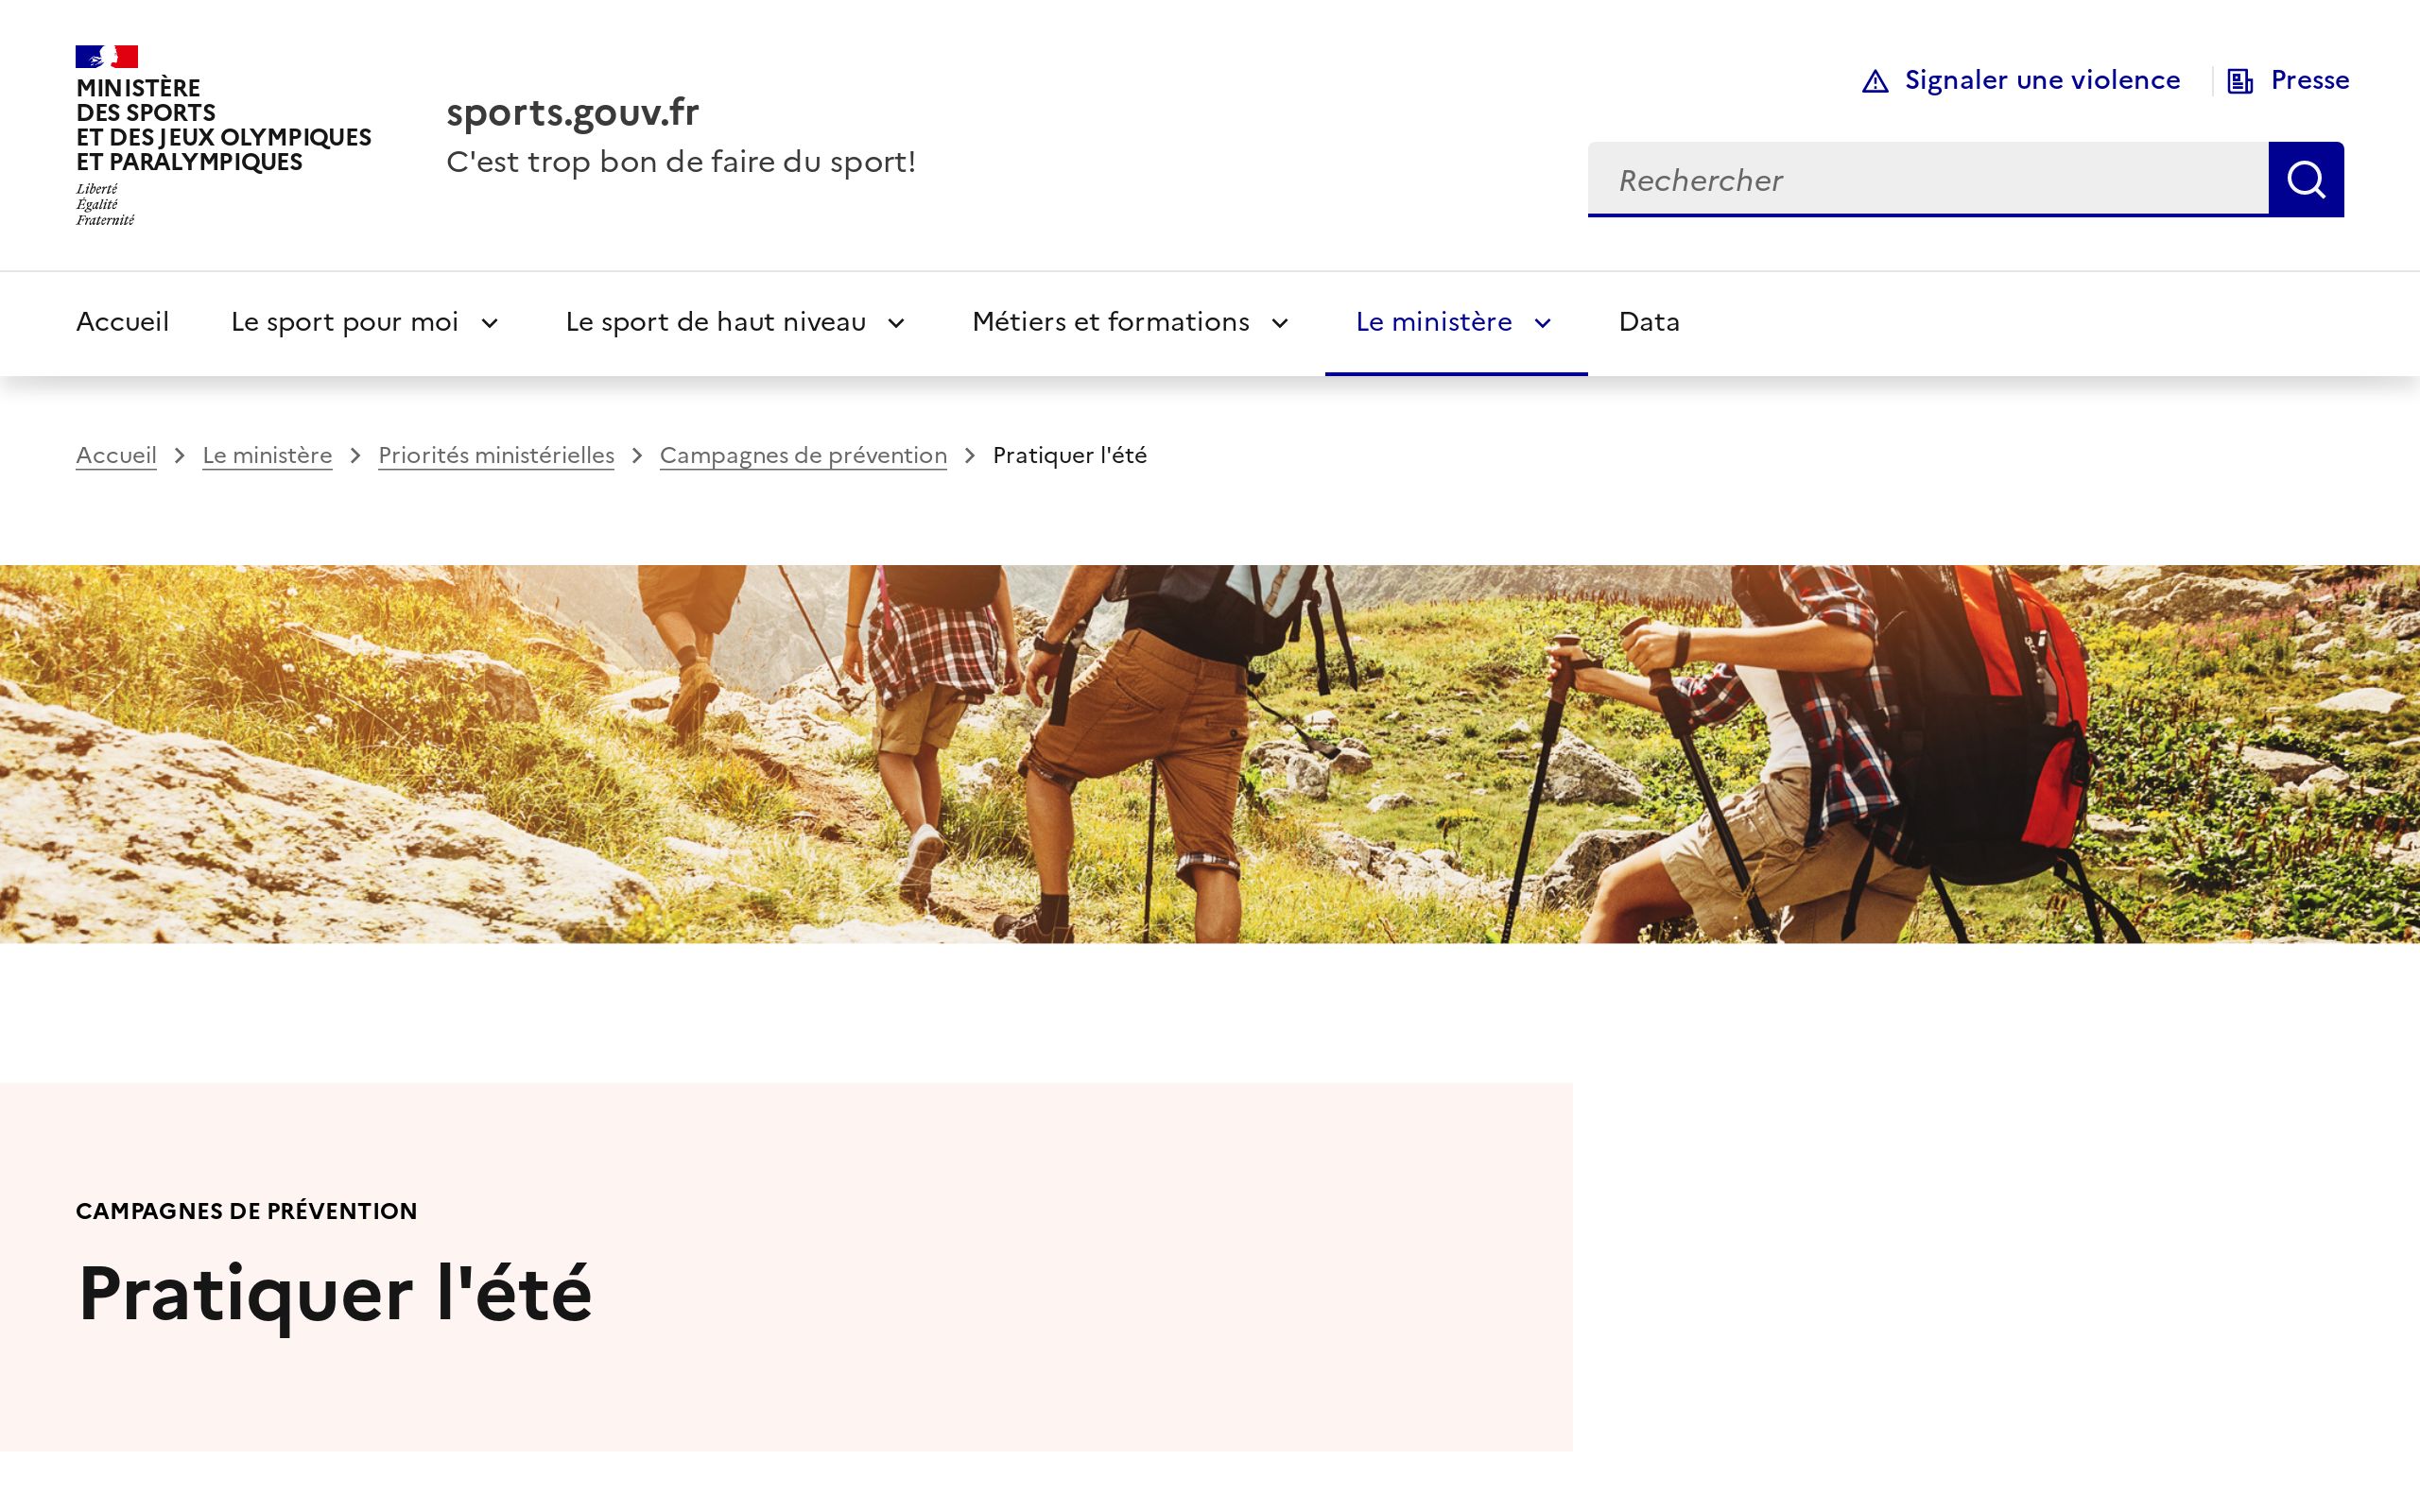 MINISTÈRE
DES SPORTS
ET DES JEUX OLYMPIQUES
ET PARALYMPIQUES
Liberté
Égalité
Fraternité
sports.gouv.fr
C'est trop bon de faire du sport!
Signaler une violence
Presse
Rechercher
Accueil
Le sport pour moi
Le sport de haut niveau
Métiers et formations
Le ministère
Data
Accueil > Le ministère > Priorités ministérielles > Campagnes de prévention > Pratiquer l'été
CAMPAGNES DE PRÉVENTION
Pratiquer l'été